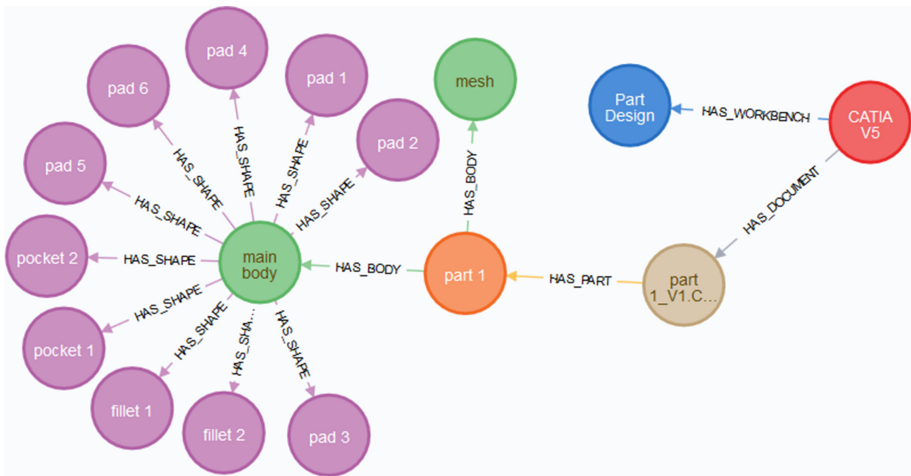 pad 4
pad 1
pad 6
mesh
Part
Design
HAS_WORKBENCH
CATIA
V5
pad 2
HAS_SHAPE
HAS_SHAPE
HAS_SHAPE
HAS_SHAPE
pad 5
HAS_SHAPE
HAS_BODY
HAS_DOCUMENT
pocket 2
HAS_SHAPE
main
body
HAS_BODY
part 1
HAS_PART
part
1_V1.C...
HAS_SHAPE
pocket 1
HAS_SHAPE
HAS_SHA...
HAS_SHAPE
fillet 1
fillet 2
pad 3